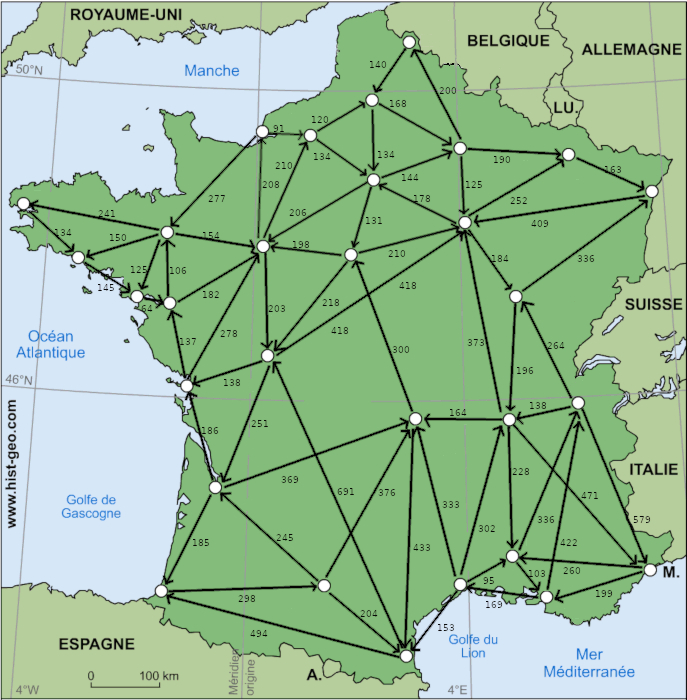 ROYAUME-UNI
BELGIQUE
ALLEMAGNE
50°N
Manche
LU.
140
200
168
120
91
134
134
144
190
163
210
208
125
252
178
409
277
241
206
131
134
150
154
198
210
184
336
125
106
145
64
182
418
SUISSE
203
218
137
278
418
373
Océan
Atlantique
300
264
196
138
46°N
138
164
186
251
www.hist-geo.com
369
691
376
228
471
ITALIE
Golfe de
Gascogne
333
302
336
579
245
433
422
185
95
103
260
M.
298
204
169
199
494
153
ESPAGNE
Golfe du
Lion
Mer
Méditerranée
A.
0 100 km
Méridien
origine
4°W
4°E